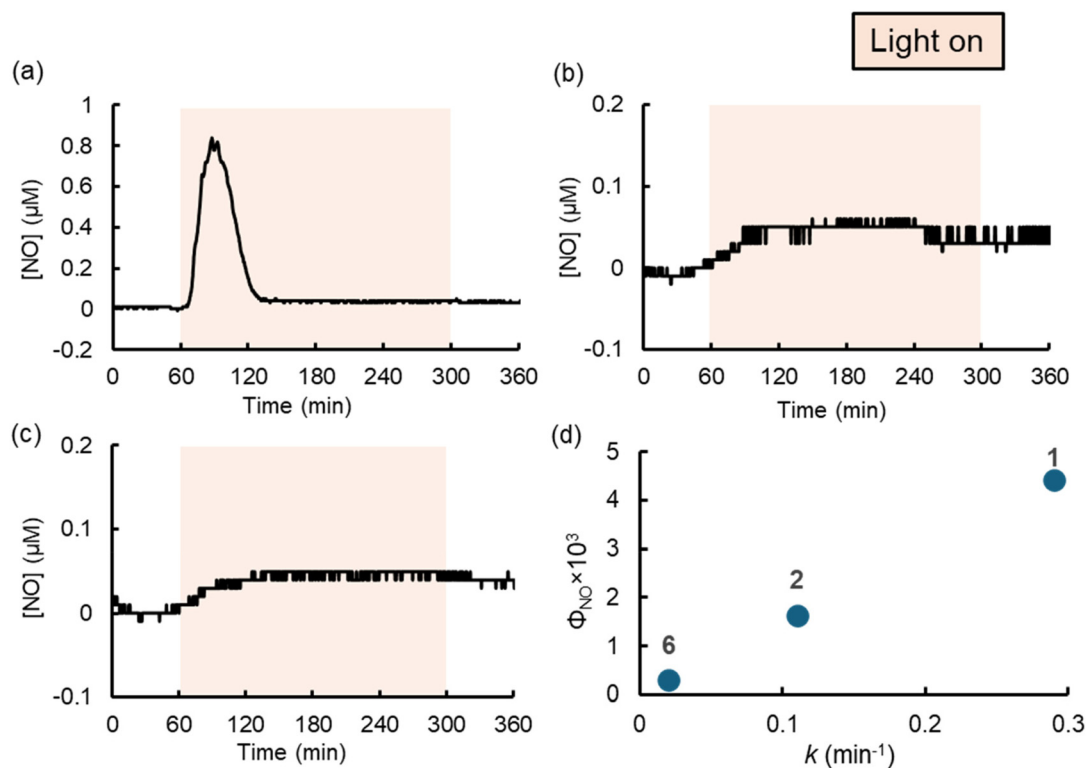 Light on
(a)
[NO] (µM)
1
0.8
0.6
0.4
0.2
0
-0.2
0 60 120 180 240 300 360
Time (min)
(b)
[NO] (µM)
0.2
0.1
0
-0.1
0 60 120 180 240 300 360
Time (min)
(c)
[NO] (µM)
0.2
0.1
0
-0.1
0 60 120 180 240 300 360
Time (min)
(d)
ΦNO×10³
5
4
3
2
1
0
1
2
6
0 0.1 0.2 0.3
k (min⁻¹)